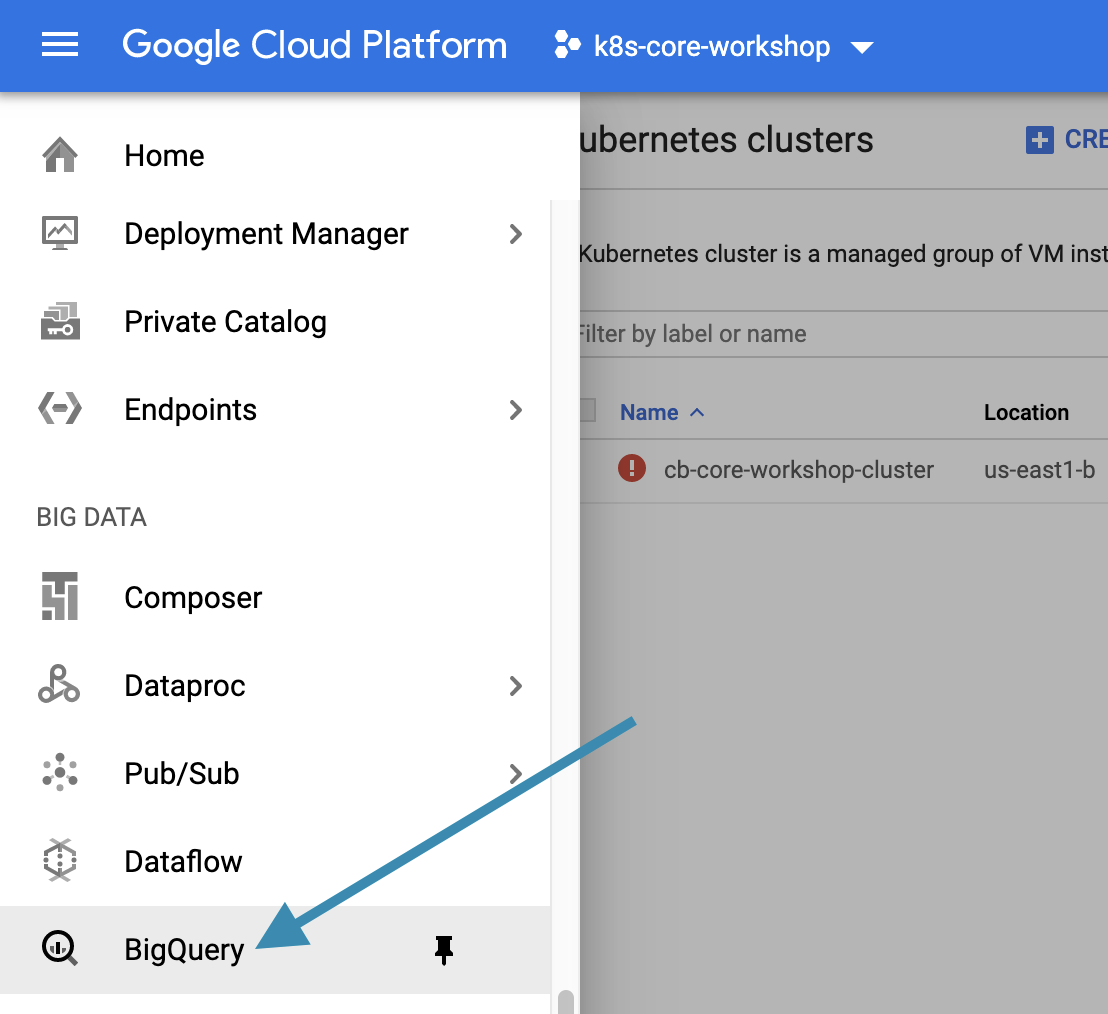 Google Cloud Platform k8s-core-workshop
Home
Deployment Manager
Private Catalog
Endpoints
BIG DATA
Composer
Dataproc
Pub/Sub
Dataflow
BigQuery
ubernetes clusters CRE
Kubernetes cluster is a managed group of VM inst
Filter by label or name
Name Location
cb-core-workshop-cluster us-east1-b